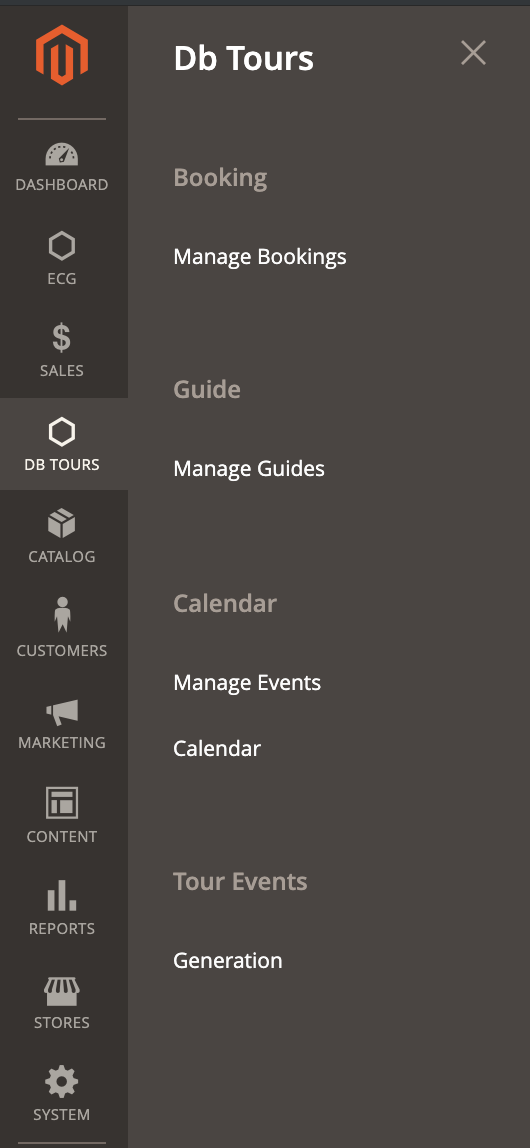 DASHBOARD
ECG
SALES
DB TOURS
CATALOG
CUSTOMERS
MARKETING
CONTENT
REPORTS
STORES
SYSTEM
Db Tours
Booking
Manage Bookings
Guide
Manage Guides
Calendar
Manage Events
Calendar
Tour Events
Generation